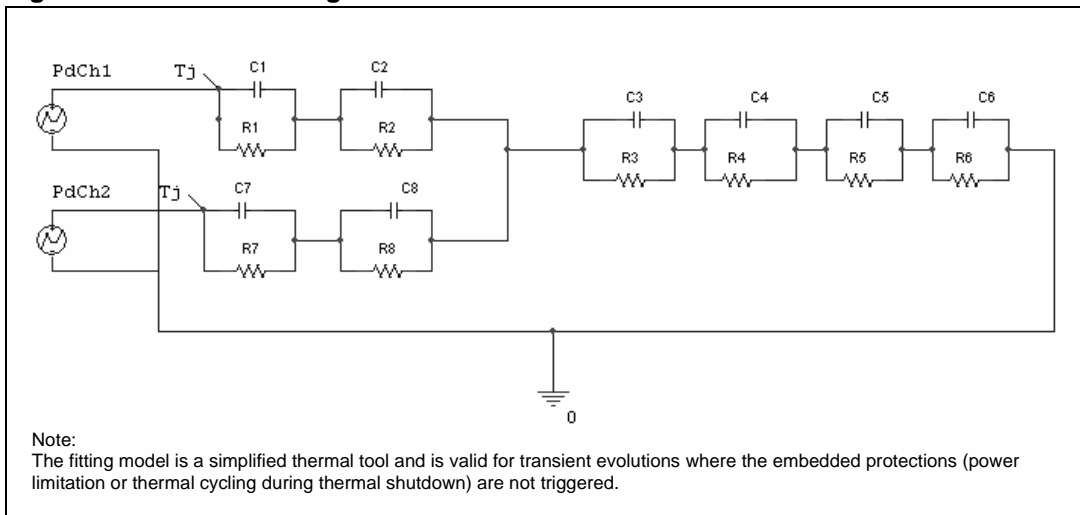 PdCh1
Tj
C1
C2
R1
R2
C3
C4
C5
C6
R3
R4
R5
R6
PdCh2
Tj
C7
C8
R7
R8
0
Note:
The fitting model is a simplified thermal tool and is valid for transient evolutions where the embedded protections (power
limitation or thermal cycling during thermal shutdown) are not triggered.